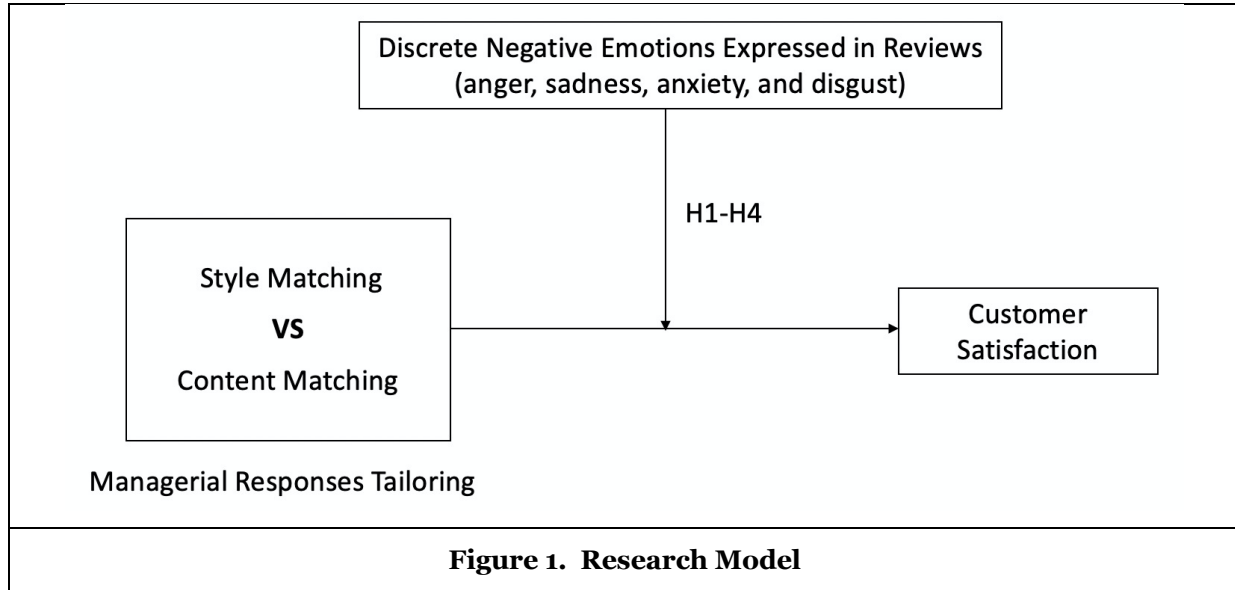 Discrete Negative Emotions Expressed in Reviews
(anger, sadness, anxiety, and disgust)
H1-H4
Style Matching
VS
Content Matching
Customer
Satisfaction
Managerial Responses Tailoring
Figure 1. Research Model